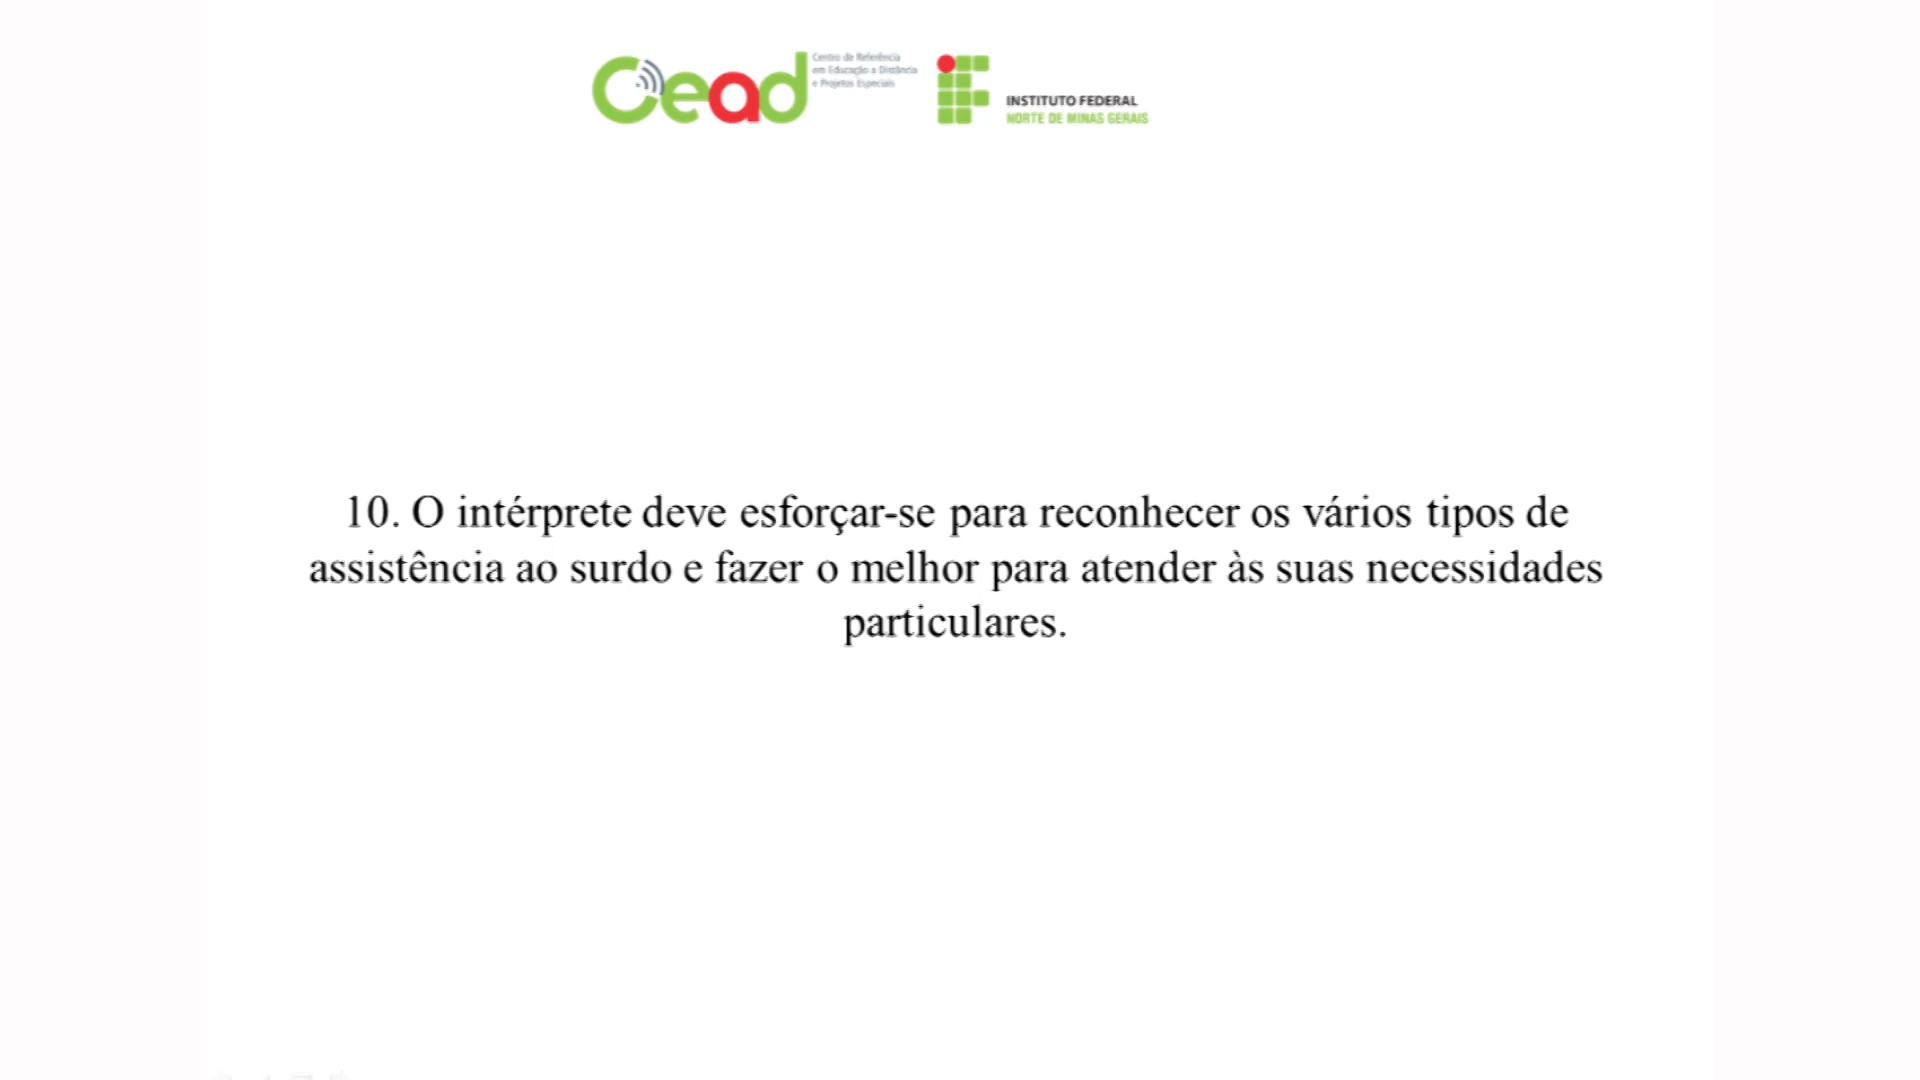 Cead
Centro de Referência
em Educação a Distância
e Projetos Especiais
INSTITUTO FEDERAL
NORTE DE MINAS GERAIS
10. O intérprete deve esforçar-se para reconhecer os vários tipos de
assistência ao surdo e fazer o melhor para atender às suas necessidades
particulares.